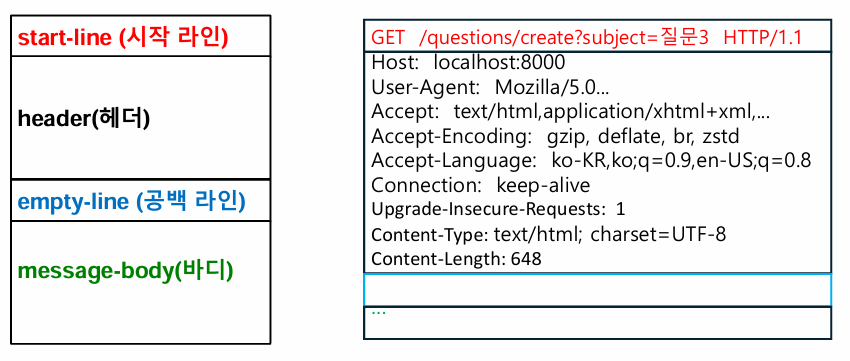 start-line (시작 라인)
header(헤더)
empty-line (공백 라인)
message-body(바디)
GET /questions/create?subject=질문3 HTTP/1.1
Host: localhost:8000
User-Agent: Mozilla/5.0...
Accept: text/html,application/xhtml+xml,...
Accept-Encoding: gzip, deflate, br, zstd
Accept-Language: ko-KR,ko;q=0.9,en-US;q=0.8
Connection: keep-alive
Upgrade-Insecure-Requests: 1
Content-Type: text/html; charset=UTF-8
Content-Length: 648
...